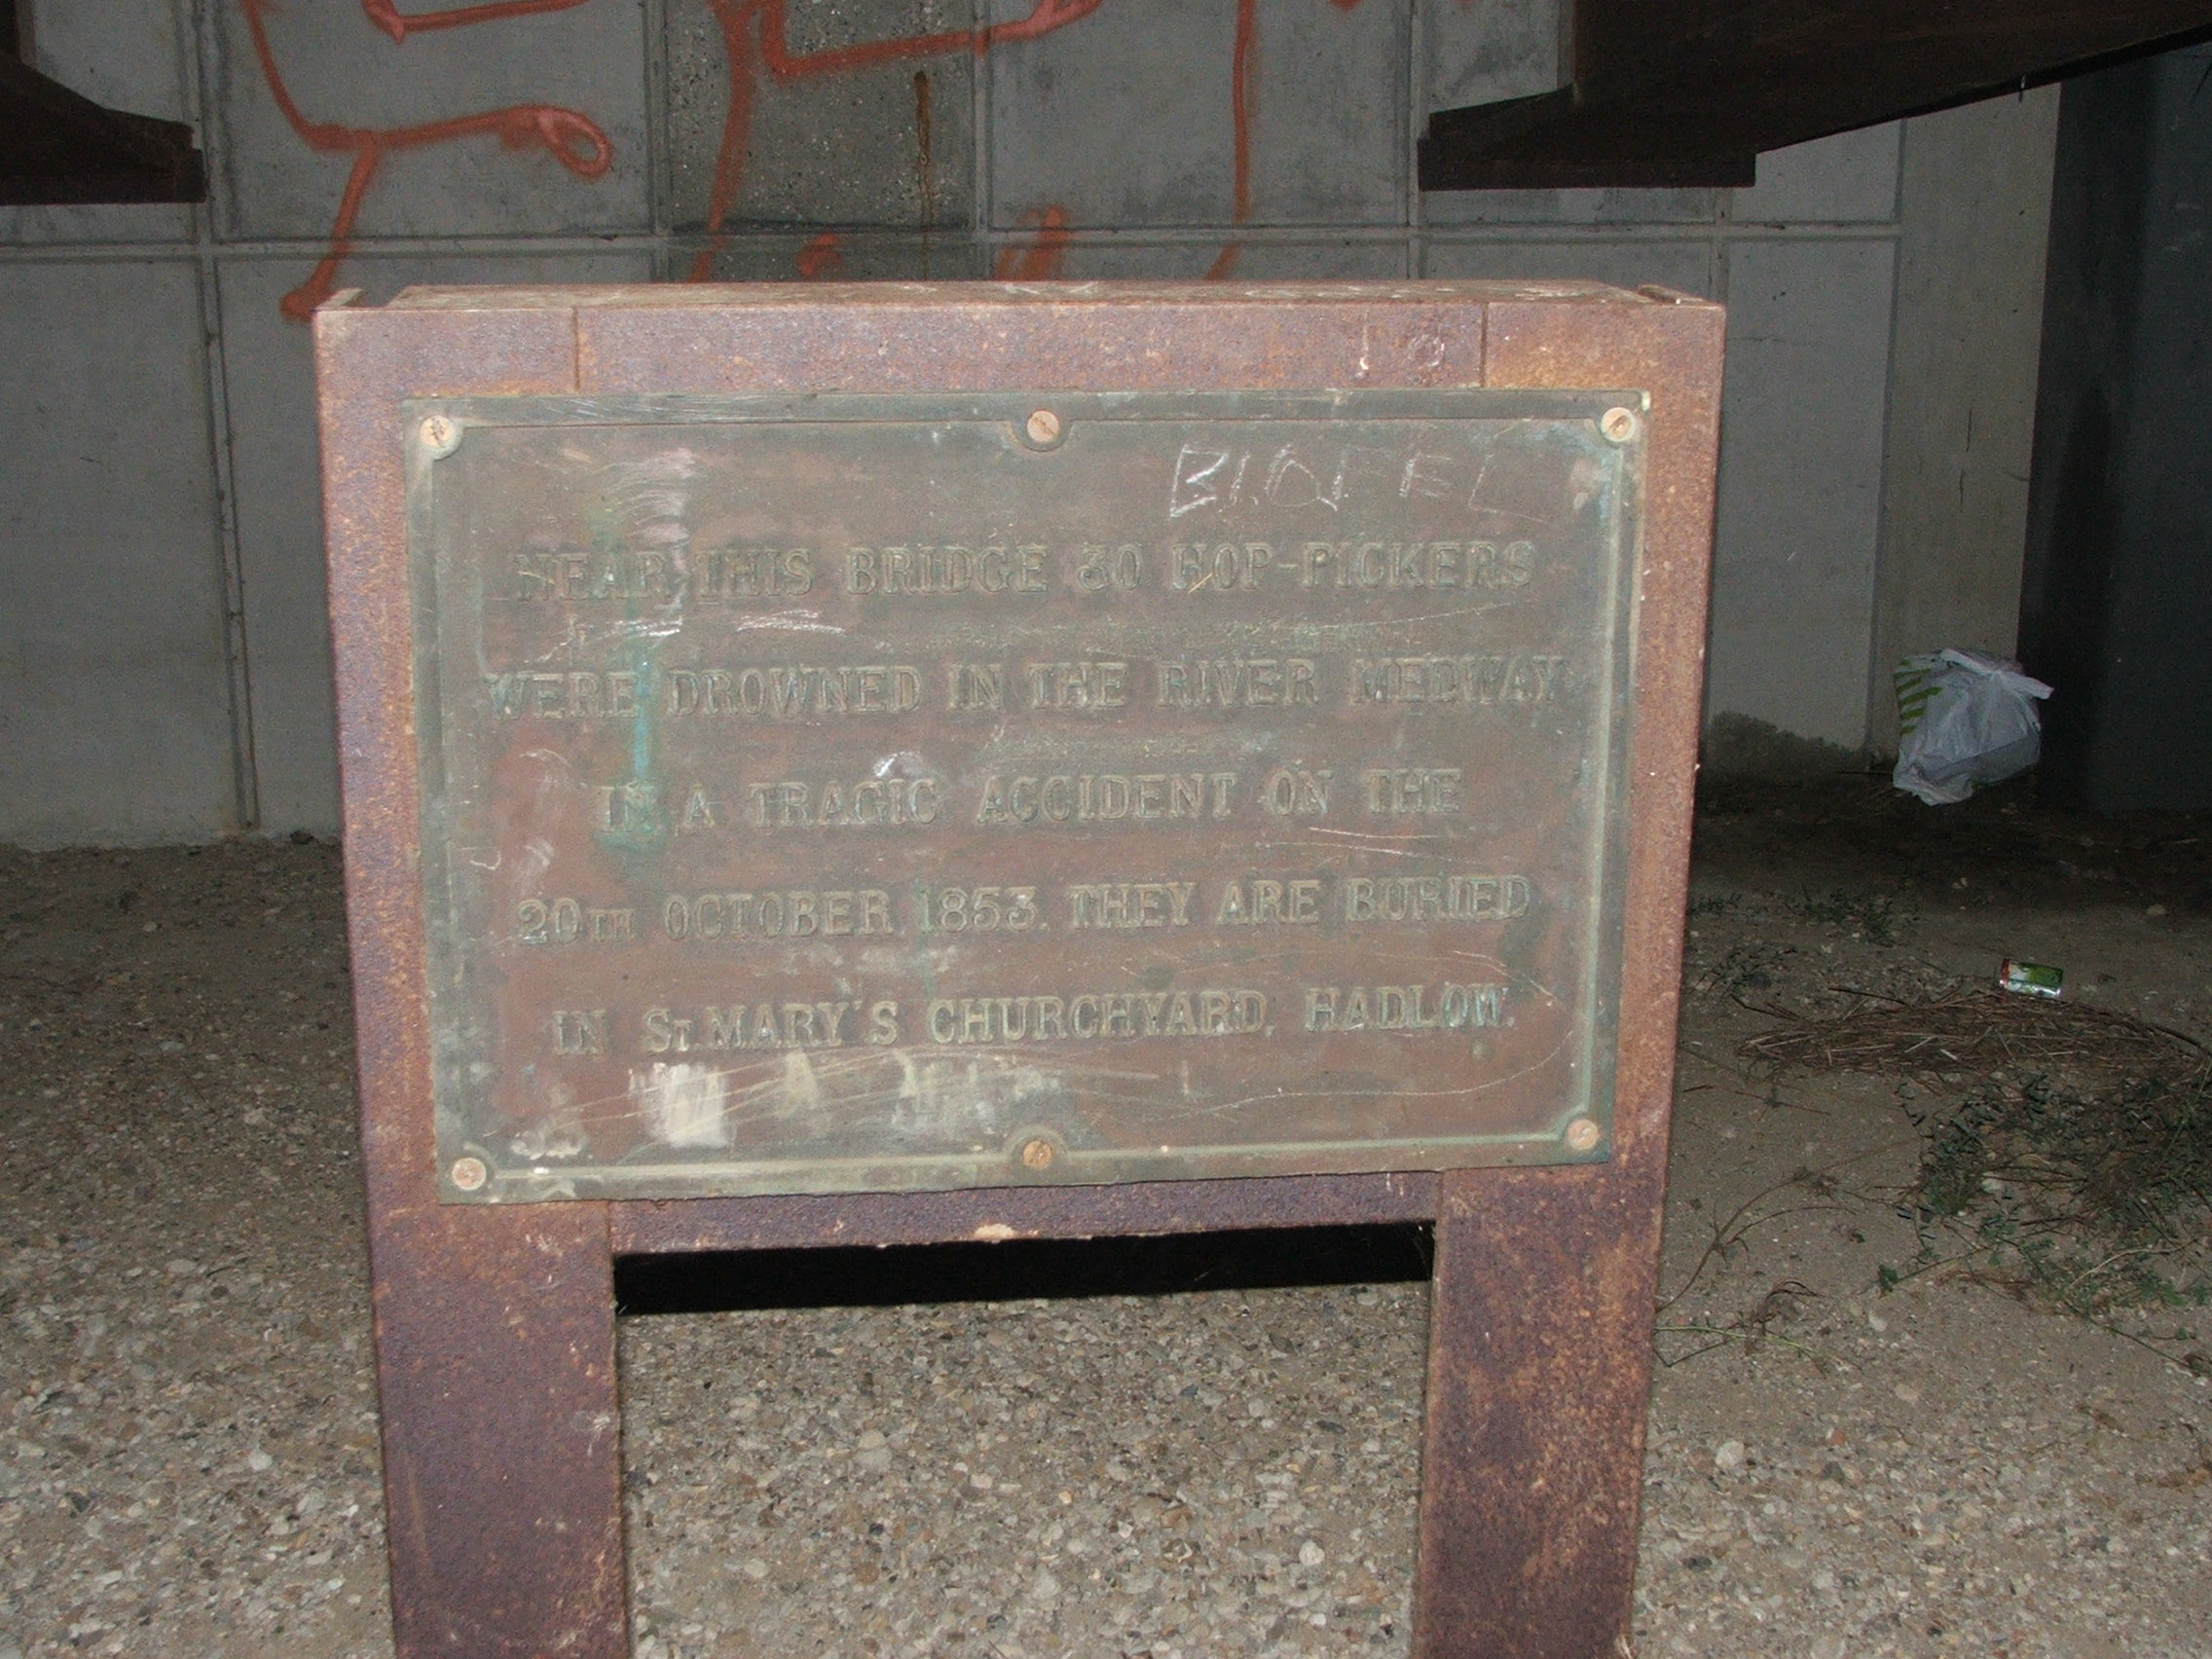 NEAR THIS BRIDGE 30 HOP-PICKERS
WERE DROWNED IN THE RIVER MEDWAY
IN A TRAGIC ACCIDENT ON THE
20TH OCTOBER 1853. THEY ARE BURIED
IN ST MARY'S CHURCHYARD, HADLOW.